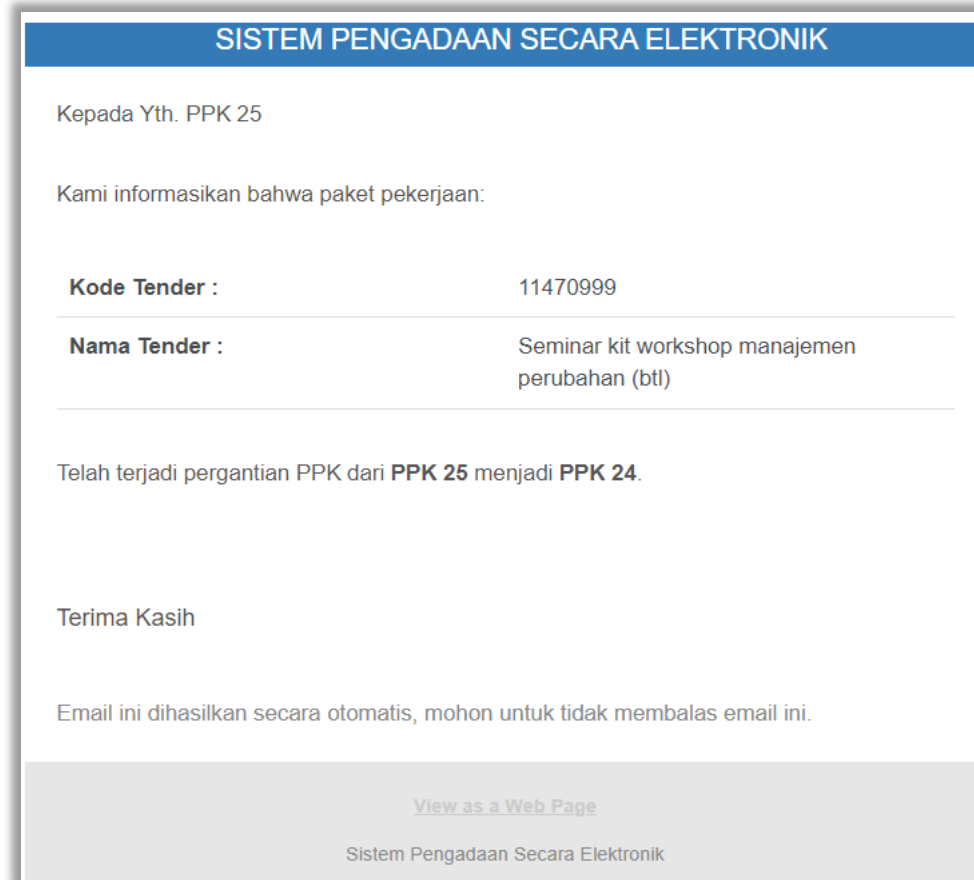 SISTEM PENGADAAN SECARA ELEKTRONIK
Kepada Yth. PPK 25
Kami informasikan bahwa paket pekerjaan:
Kode Tender : 11470999
Nama Tender : Seminar kit workshop manajemen
perubahan (btl)
Telah terjadi pergantian PPK dari PPK 25 menjadi PPK 24.
Terima Kasih
Email ini dihasilkan secara otomatis, mohon untuk tidak membalas email ini.
View as a Web Page
Sistem Pengadaan Secara Elektronik